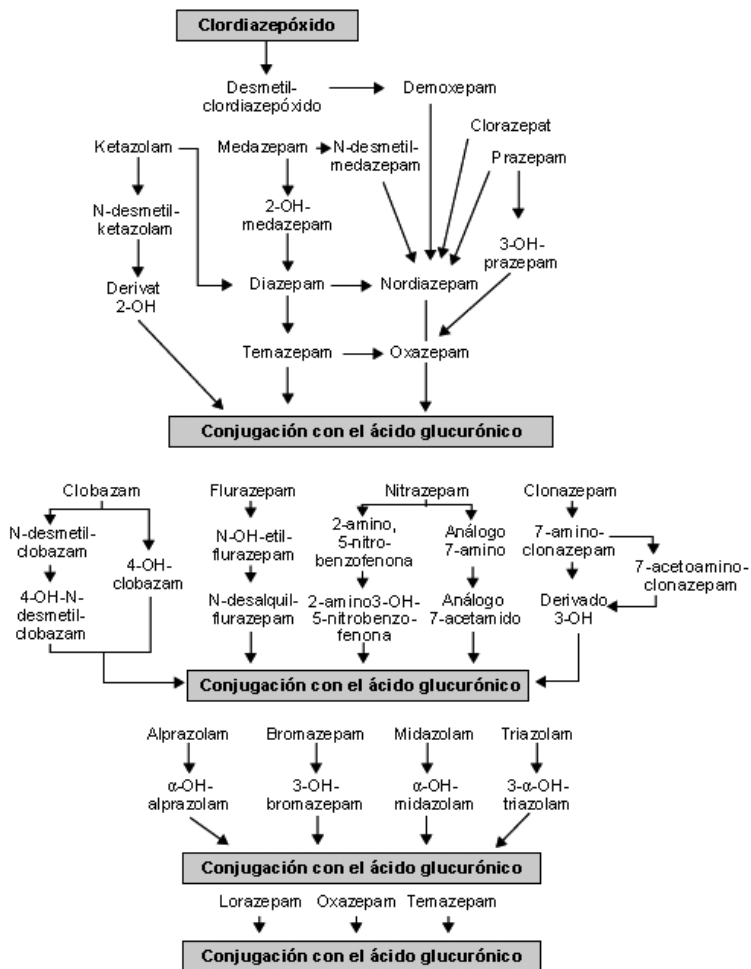 Clordiazepóxido
Desmetil-
clordiazepóxido
Demoxepam
Clorazepat
Prazepam
Ketazolam
Medazepam
N-desmetil-
medazepam
N-desmetil-
ketazolam
2-OH-
medazepam
3-OH-
prazepam
Derivat
2-OH
Diazepam
Nordiazepam
Temazepam
Oxazepam
Conjugación con el ácido glucurónico
Clobazam
Flurazepam
Nitrazepam
Clonazepam
N-desmetil-
clobazam
4-OH-
clobazam
N-OH-etil-
flurazepam
2-amino,
5-nitro-
benzofenona
Análogo
7-amino
7-amino-
clonazepam
7-acetoamino-
clonazepam
4-OH-N-
desmetil-
clobazam
N-desalquil-
flurazepam
2-amino3-OH-
5-nitrobenzo-
fenona
Análogo
7-acetamido
Derivado
3-OH
Conjugación con el ácido glucurónico
Alprazolam
Bromazepam
Midazolam
Triazolam
α-OH-
alprazolam
3-OH-
bromazepam
α-OH-
midazolam
3-α-OH-
triazolam
Conjugación con el ácido glucurónico
Lorazepam
Oxazepam
Temazepam
Conjugación con el ácido glucurónico